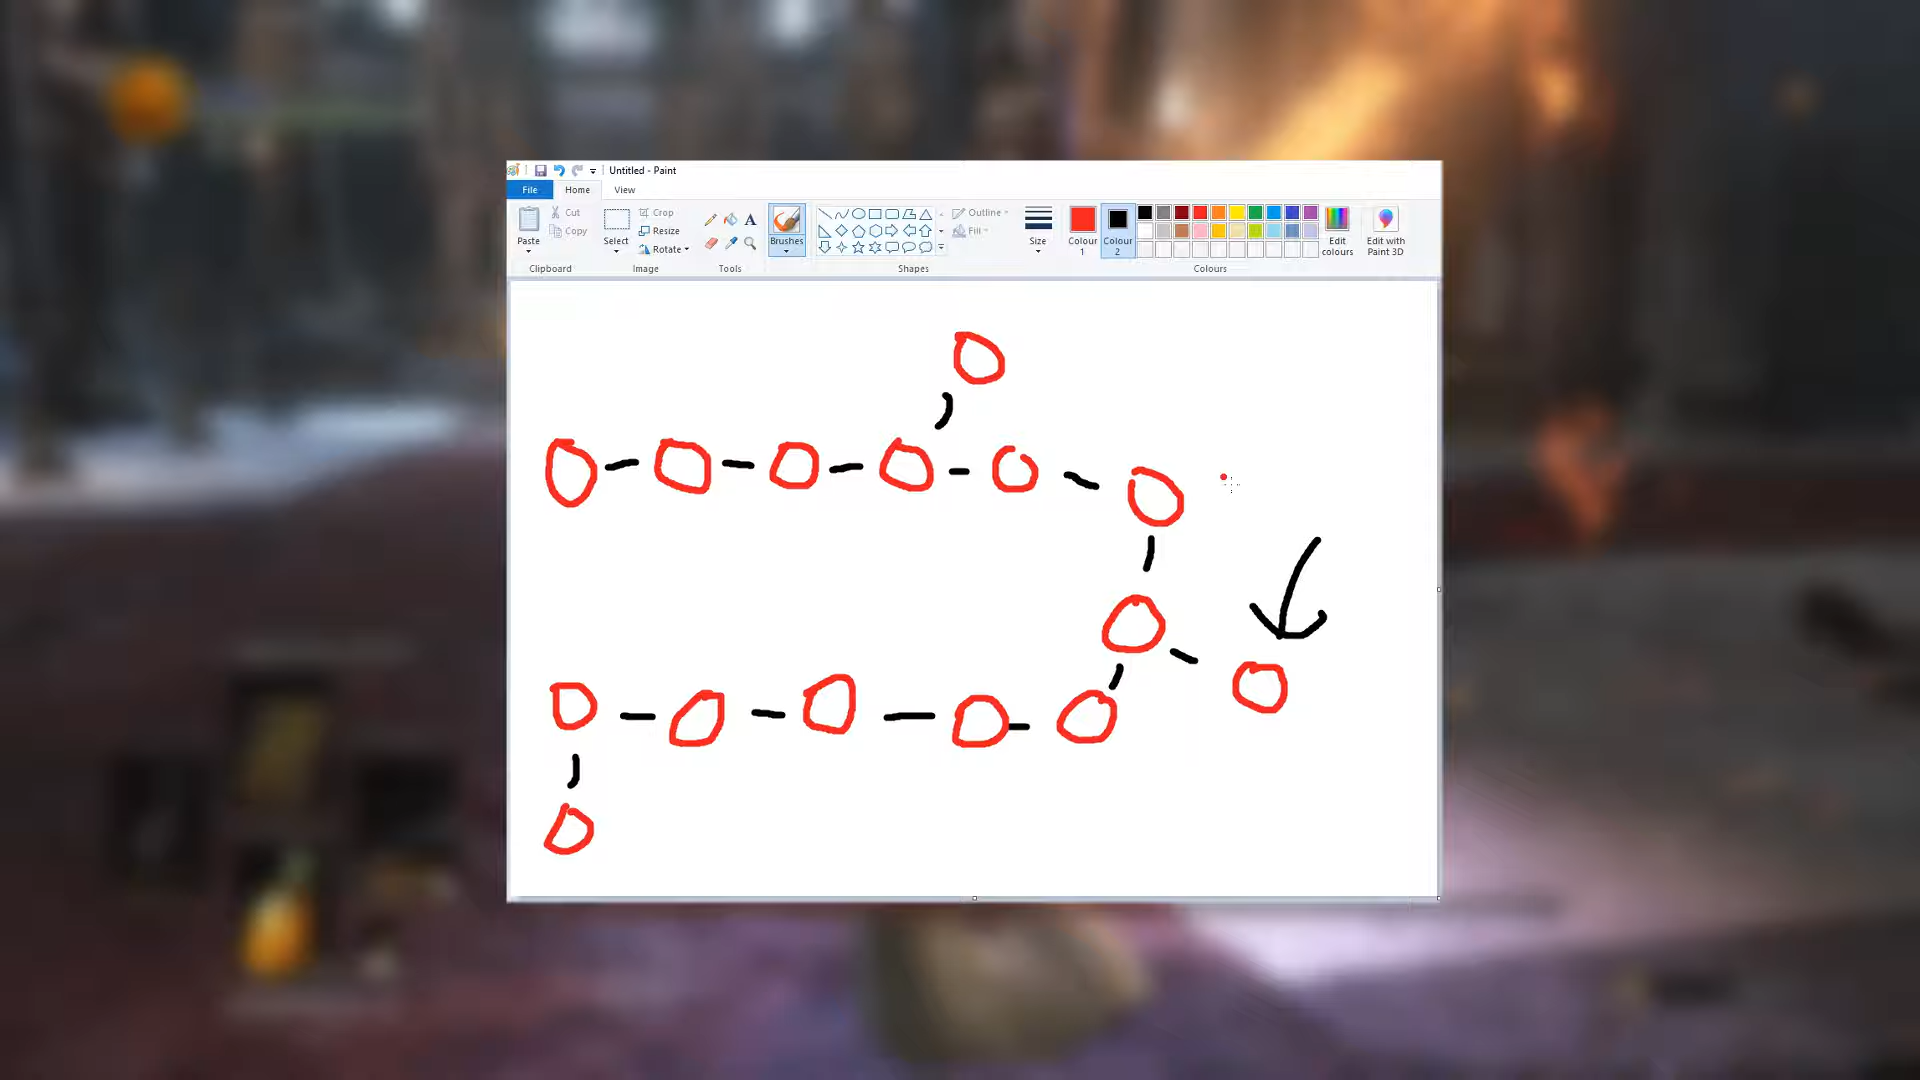 Untitled - Paint
File Home View
Paste
Cut
Copy
Clipboard
Select
Crop
Resize
Rotate
Image
A
Tools
Brushes
Shapes
Outline
Fill
Size
Colour 1
Colour 2
Edit colours
Edit with Paint 3D
Colours